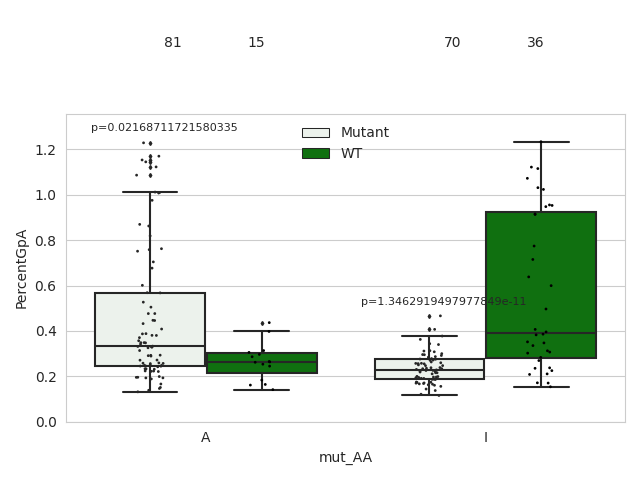 81 15 70 36
p=0.02168711721580335
Mutant
WT
p=1.3462919497977849e-11
1.2
1.0
0.8
0.6
0.4
0.2
0.0
PercentGpA
A I
mut_AA